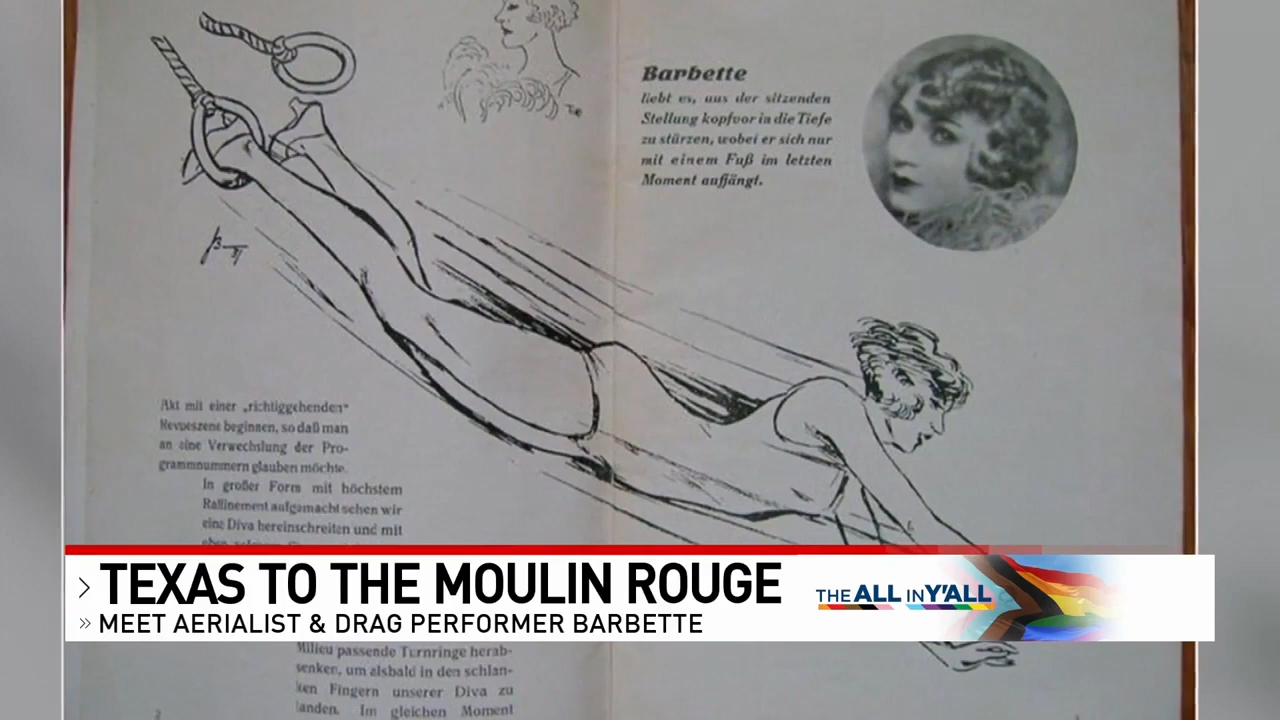 Barbette
liebt es, aus der sitzenden
Stellung kopfvor in die Tiefe
zu stürzen, wobei er sich nur
mit einem Fuß im letzten
Moment auffängt.
Akt mit einer „richtiggehenden"
Revueszene beginnen, so daß man
an eine Verwechslung der Pro-
grammnummern glauben möchte.
In großer Form mit höchstem
Raffinement aufgemacht sehen wir
eine Diva hereinschreiten und mit
TEXAS TO THE MOULIN ROUGE
MEET AERIALIST & DRAG PERFORMER BARBETTE
THE ALL IN Y'ALL
Milieu passende Turnringe herab-
senken, um alsbald in den schlan-
ken Fingern unserer Diva zu
landen. Im gleichen Moment
2